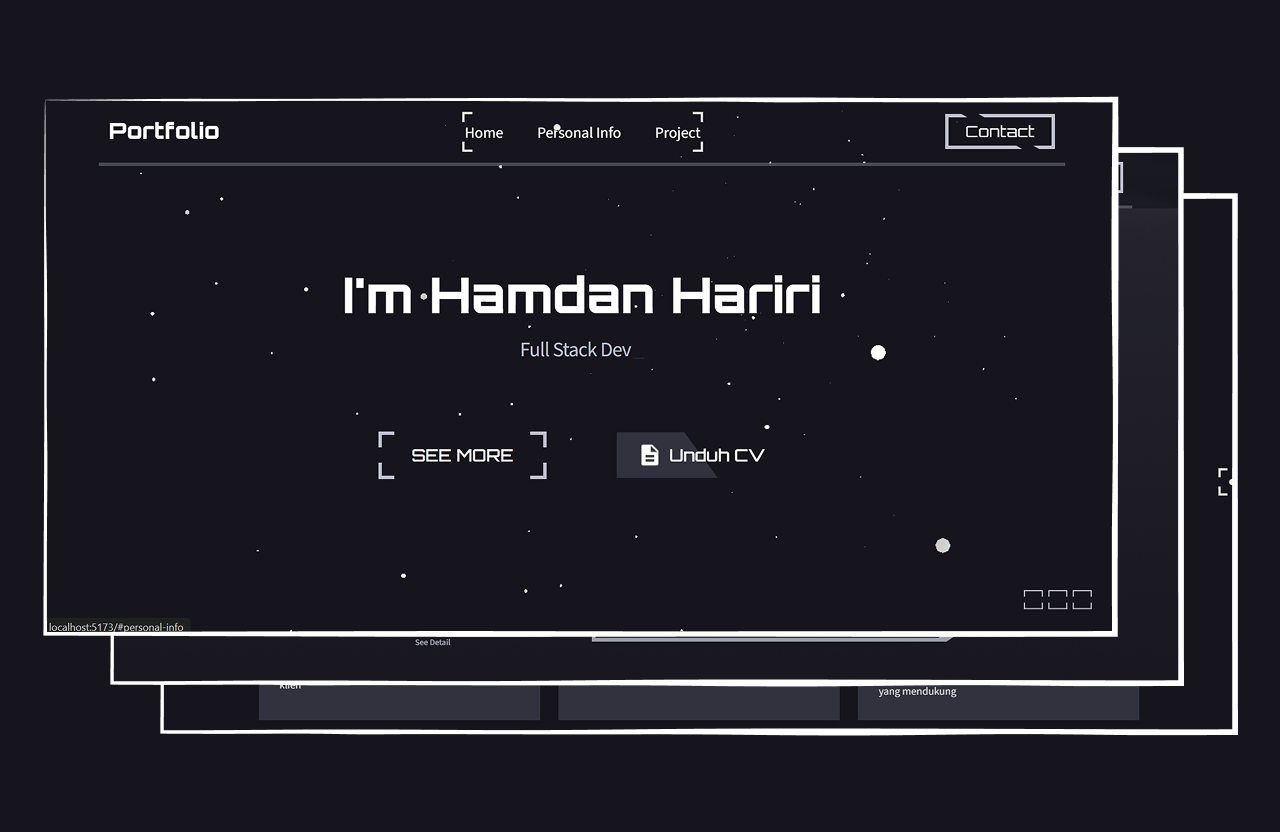 Portfolio
Home Personal Info Project
Contact
I'm Hamdan Hariri
Full Stack Dev _
SEE MORE
Unduh CV
localhost:5173/#personal-info
See Detail
klien
yang mendukung